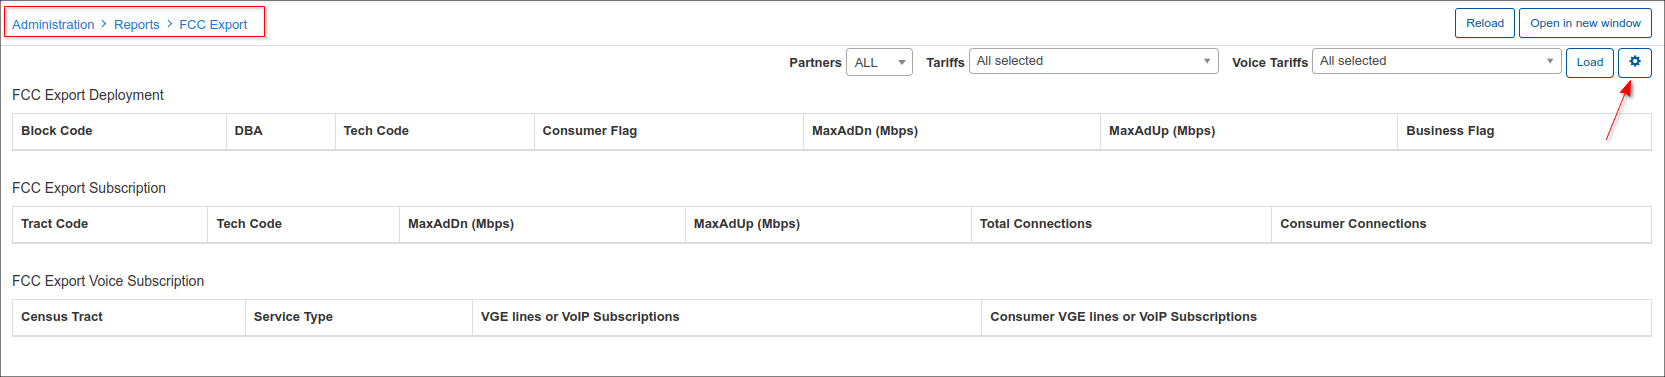 Administration > Reports > FCC Export
Reload
Open in new window
Partners ALL Tariffs All selected Voice Tariffs All selected Load
FCC Export Deployment
Block Code DBA Tech Code Consumer Flag MaxAdDn (Mbps) MaxAdUp (Mbps) Business Flag
FCC Export Subscription
Tract Code Tech Code MaxAdDn (Mbps) MaxAdUp (Mbps) Total Connections Consumer Connections
FCC Export Voice Subscription
Census Tract Service Type VGE lines or VoIP Subscriptions Consumer VGE lines or VoIP Subscriptions